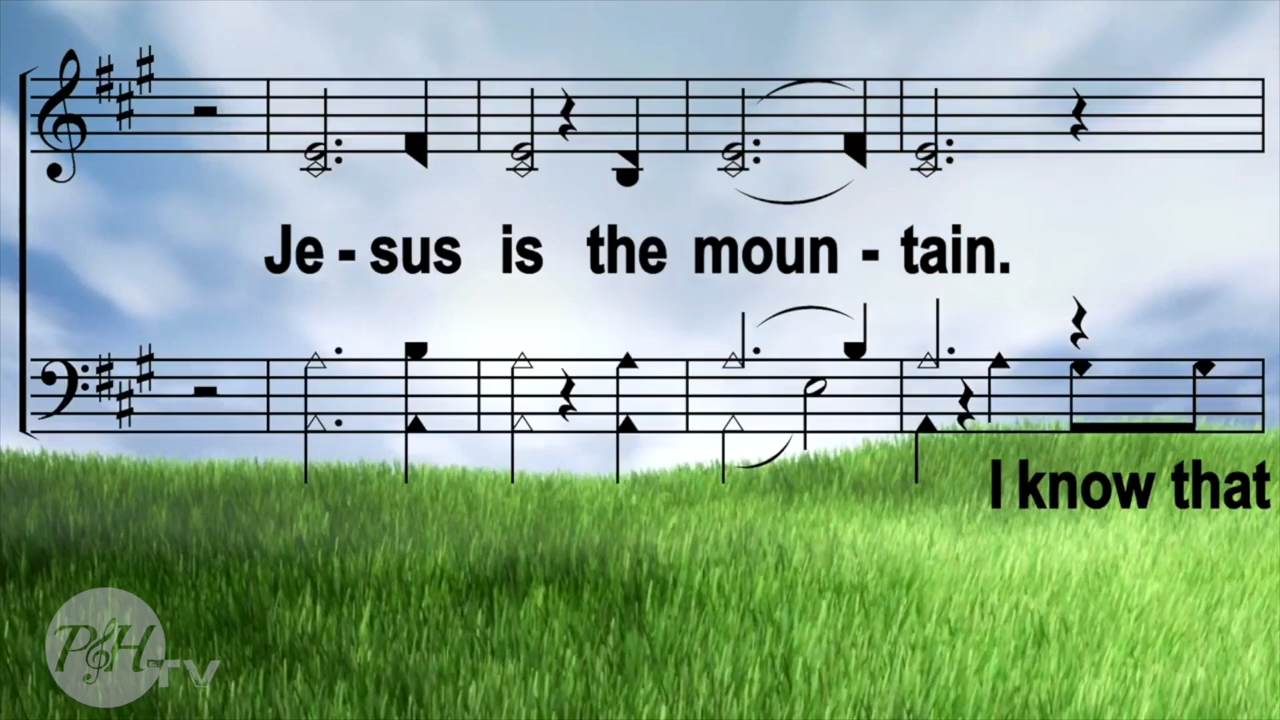 Je - sus is the moun - tain.
I know that
P&H
TV